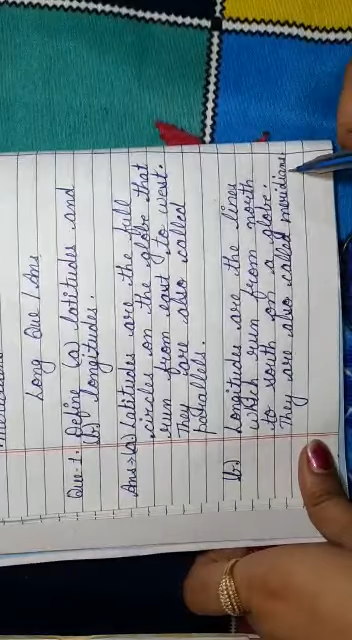 Long Que / Ans
Que-1. Define (a) latitudes and
(b) longitudes.
Ans:-(a) Latitudes are the full
circles on the globe that
run from east to west.
They are also called
parallels.
(b) Longitudes are the lines
which run from north
to south on a globe.
They are also called meridians.